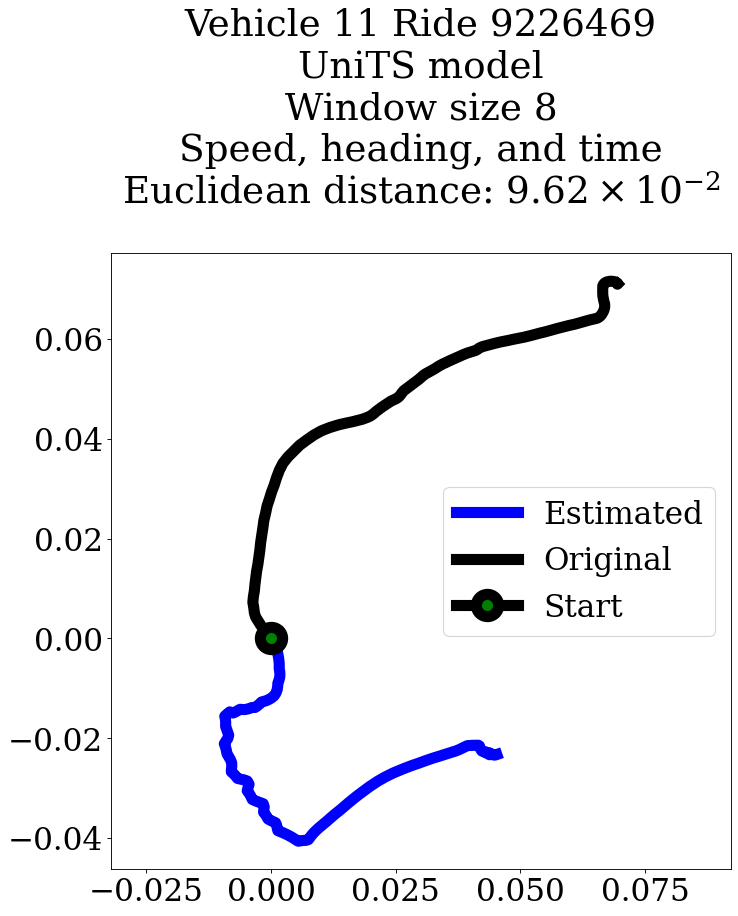 Vehicle 11 Ride 9226469
UniTS model
Window size 8
Speed, heading, and time
Euclidean distance: 9.62 × 10⁻²
0.06
0.04
0.02
0.00
−0.02
−0.04
Estimated
Original
Start
−0.025 0.000 0.025 0.050 0.075